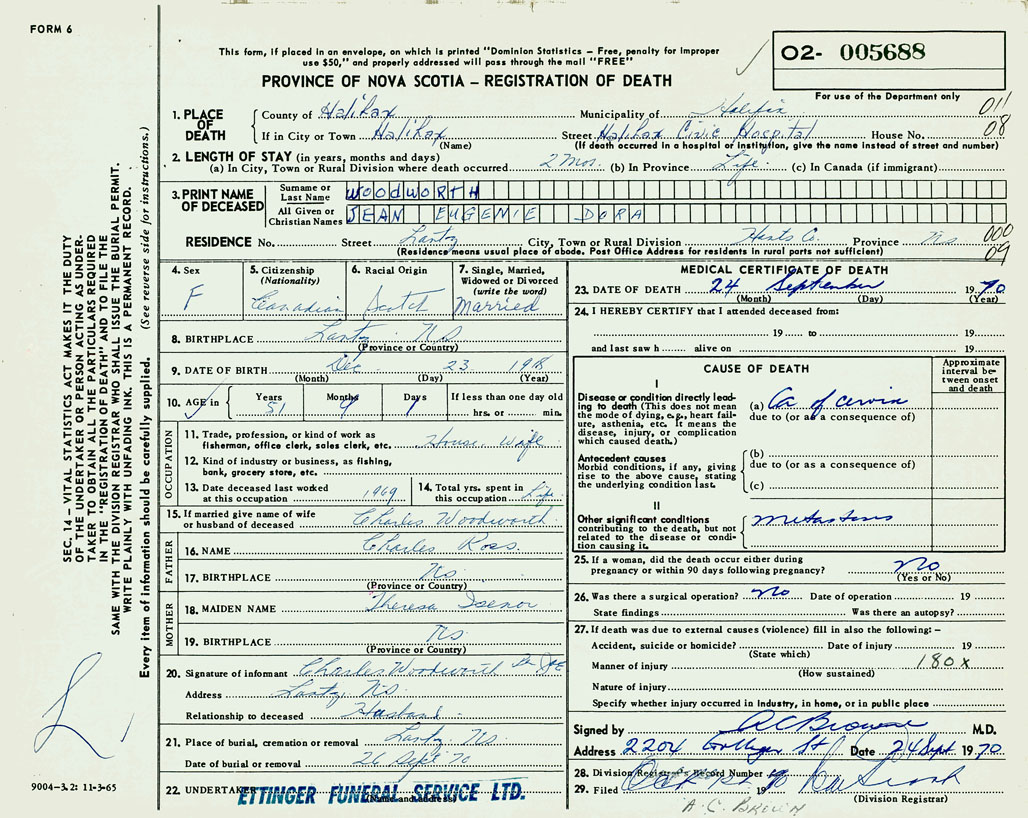 FORM 6
This form, if placed in an envelope, on which is printed "Dominion Statistics – Free, penalty for improper
use $50," and properly addressed will pass through the mail "FREE"
PROVINCE OF NOVA SCOTIA – REGISTRATION OF DEATH
O2- 005688
For use of the Department only
011
08
1. PLACE OF DEATH
County of Halifax Municipality of Halifax
If in City or Town Halifax Street Halifax Civic Hospital House No.
(Name) (If death occurred in a hospital or institution, give the name instead of street and number)
2. LENGTH OF STAY (in years, months and days)
(a) In City, Town or Rural Division where death occurred 2 Mos. (b) In Province Life. (c) In Canada (if immigrant)
3. PRINT NAME OF DECEASED
Surname or Last Name WOODWORTH
All Given or Christian Names JEAN EUGENIE DORA
RESIDENCE No. Street Lantz City, Town or Rural Division Hants Co. Province NS
000
09
(Residence means usual place of abode. Post Office Address for residents in rural parts not sufficient)
4. Sex F
5. Citizenship (Nationality) Canadian
6. Racial Origin Scotch
7. Single, Married, Widowed or Divorced (write the word) Married
8. BIRTHPLACE Lantz NS
(Province or Country)
9. DATE OF BIRTH Dec 23 1918
(Month) (Day) (Year)
10. AGE in Years 51 Months 9 Days 1 If less than one day old
hrs. or min.
OCCUPATION
11. Trade, profession, or kind of work as
fisherman, office clerk, sales clerk, etc. House Wife
12. Kind of industry or business, as fishing,
bank, grocery store, etc.
13. Date deceased last worked
at this occupation 1969
14. Total yrs. spent in
this occupation Life
15. If married give name of wife
or husband of deceased Charles Woodworth
FATHER
16. NAME Charles Ross.
17. BIRTHPLACE NS.
(Province or Country)
MOTHER
18. MAIDEN NAME Theresa Isenor
19. BIRTHPLACE NS
(Province or Country)
20. Signature of informant Charles Woodworth
Address Lantz NS
Relationship to deceased Husband
21. Place of burial, cremation or removal Lantz NS.
Date of burial or removal 26 Sept 70
22. UNDERTAKER ETTINGER FUNERAL SERVICE LTD.
(Name and address)
MEDICAL CERTIFICATE OF DEATH
23. DATE OF DEATH 24 September 1970
(Month) (Day) (Year)
24. I HEREBY CERTIFY that I attended deceased from:
19 to 19
and last saw h alive on 19
CAUSE OF DEATH
Approximate interval between onset and death
I
Disease or condition directly leading
to death (This does not mean
the mode of dying, e.g., heart failure,
asthenia, etc. It means the
disease, injury, or complication
which caused death.)
(a) Ca of cervix
due to (or as a consequence of)
Antecedent causes
Morbid conditions, if any, giving
rise to the above cause, stating
the underlying condition last.
(b)
due to (or as a consequence of)
(c)
II
Other significant conditions
contributing to the death, but not
related to the disease or condition
causing it.
metastasis
25. If a woman, did the death occur either during
pregnancy or within 90 days following pregnancy? No
(Yes or No)
26. Was there a surgical operation? no Date of operation 19
State findings Was there an autopsy?
27. If death was due to external causes (violence) fill in also the following: –
Accident, suicide or homicide? Date of injury 19
(State which)
Manner of injury 180x
(How sustained)
Nature of injury
Specify whether injury occurred in industry, in home, or in public place
Signed by A C Browne M.D.
Address 2204 St Date 24 Sept 1970
28. Division Registrar's Record Number
29. Filed 19
(Division Registrar)
A. C. BROWN
SEC. 14 – VITAL STATISTICS ACT MAKES IT THE DUTY
OF THE UNDERTAKER OR PERSON ACTING AS UNDERTAKER
TO OBTAIN ALL THE PARTICULARS REQUIRED
IN THE "REGISTRATION OF DEATH" AND TO FILE THE
SAME WITH THE DIVISION REGISTRAR WHO SHALL ISSUE THE BURIAL PERMIT.
WRITE PLAINLY WITH UNFADING INK. THIS IS A PERMANENT RECORD.
Every item of information should be carefully supplied. (See reverse side for instructions.)
9004–3.2: 11-3-65